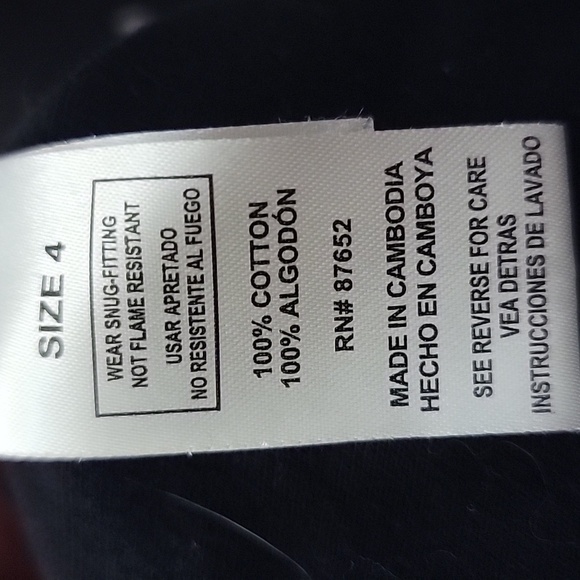 SIZE 4
WEAR SNUG-FITTING
NOT FLAME RESISTANT
USAR APRETADO
NO RESISTENTE AL FUEGO
100% COTTON
100% ALGODÓN
RN# 87652
MADE IN CAMBODIA
HECHO EN CAMBOYA
SEE REVERSE FOR CARE
VEA DETRAS
INSTRUCCIONES DE LAVADO